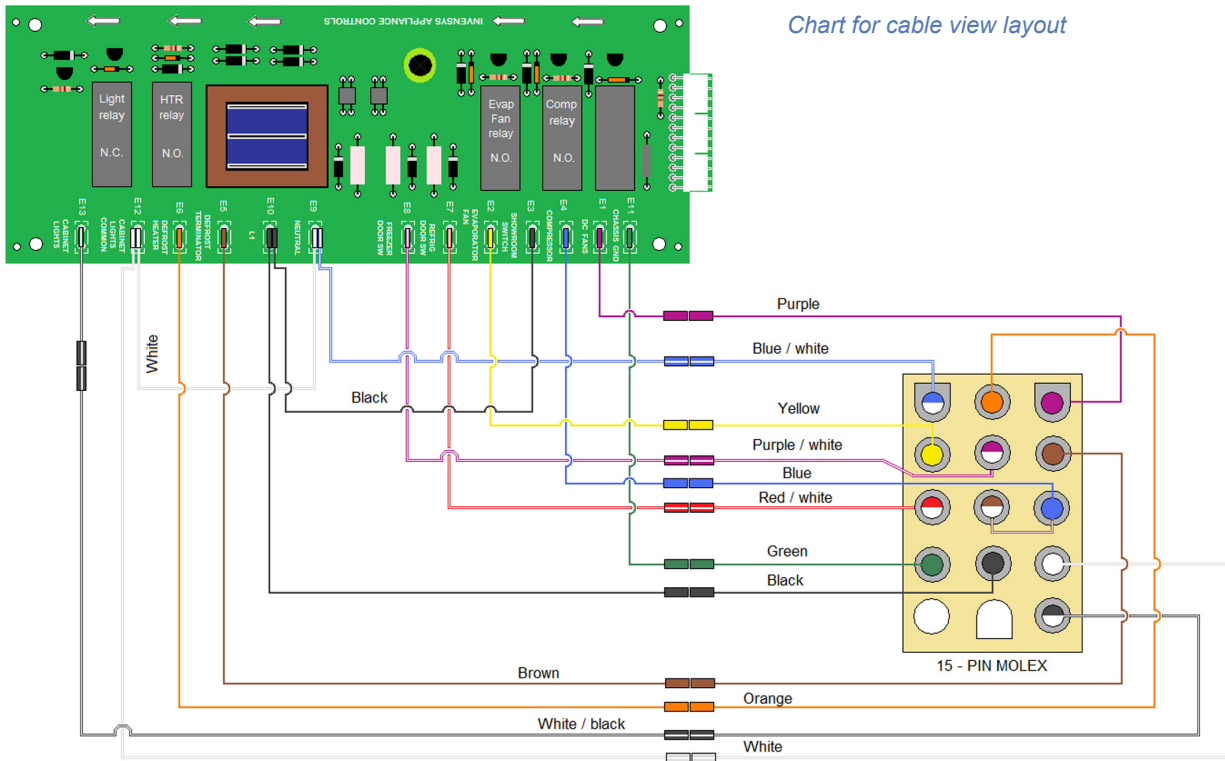 Chart for cable view layout
INVENSYS APPLIANCE CONTROLS
Light
relay
N.C.
HTR
relay
N.O.
Evap
Fan
relay
N.O.
Comp
relay
N.O.
E13
CABINET
LIGHTS
E12
CABINET
LIGHTS
COMMON
E6
DEFROST
HEATER
E5
DEFROST
TERMINATOR
E10
L1
E9
NEUTRAL
E8
FREEZER
DOOR SW
E7
REFRIG
DOOR SW
E2
EVAPORATOR
FAN
E3
SHOWROOM
SWITCH
E4
COMPRESSOR
E1
DC FANS
E11
CHASSIS GND
Purple
White
Blue / white
Black
Yellow
Purple / white
Blue
Red / white
Green
Black
15 - PIN MOLEX
Brown
Orange
White / black
White